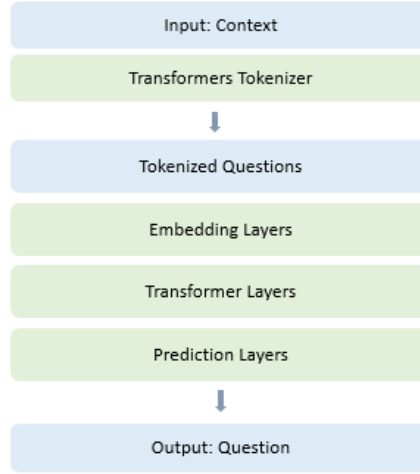 Input: Context
Transformers Tokenizer
Tokenized Questions
Embedding Layers
Transformer Layers
Prediction Layers
Output: Question